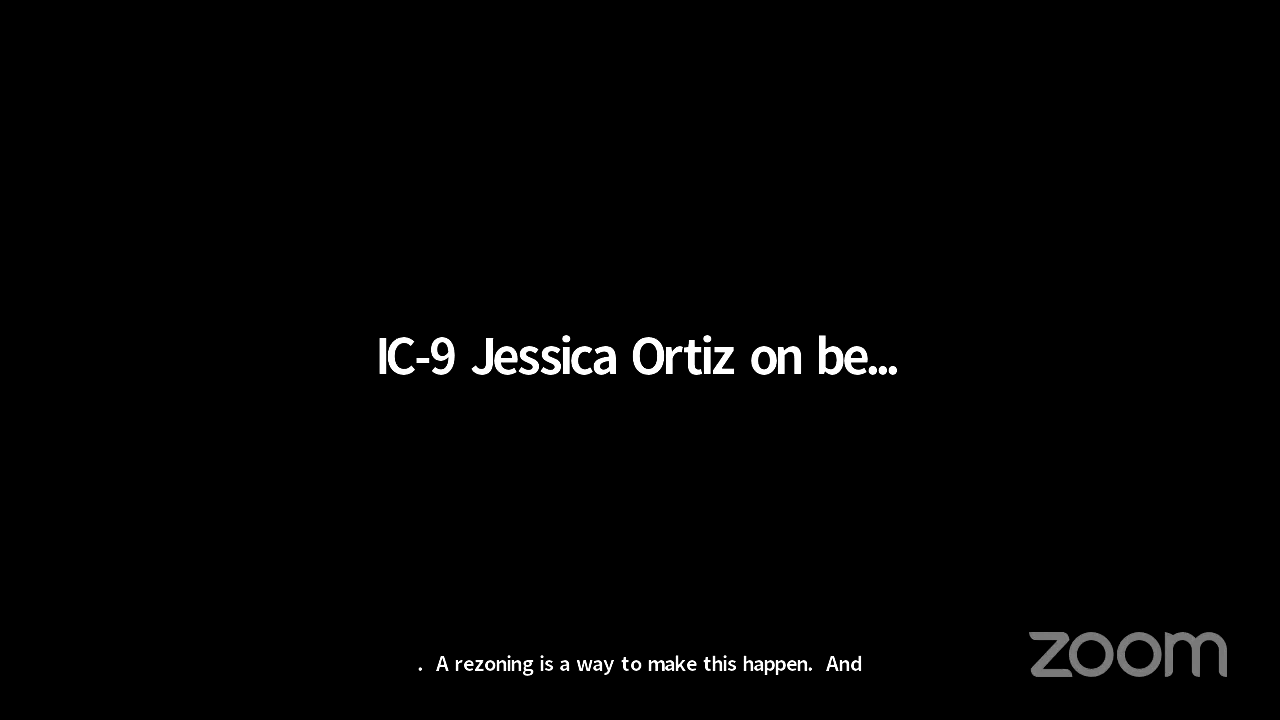 IC-9 Jessica Ortiz on be...
. A rezoning is a way to make this happen. And
zoom